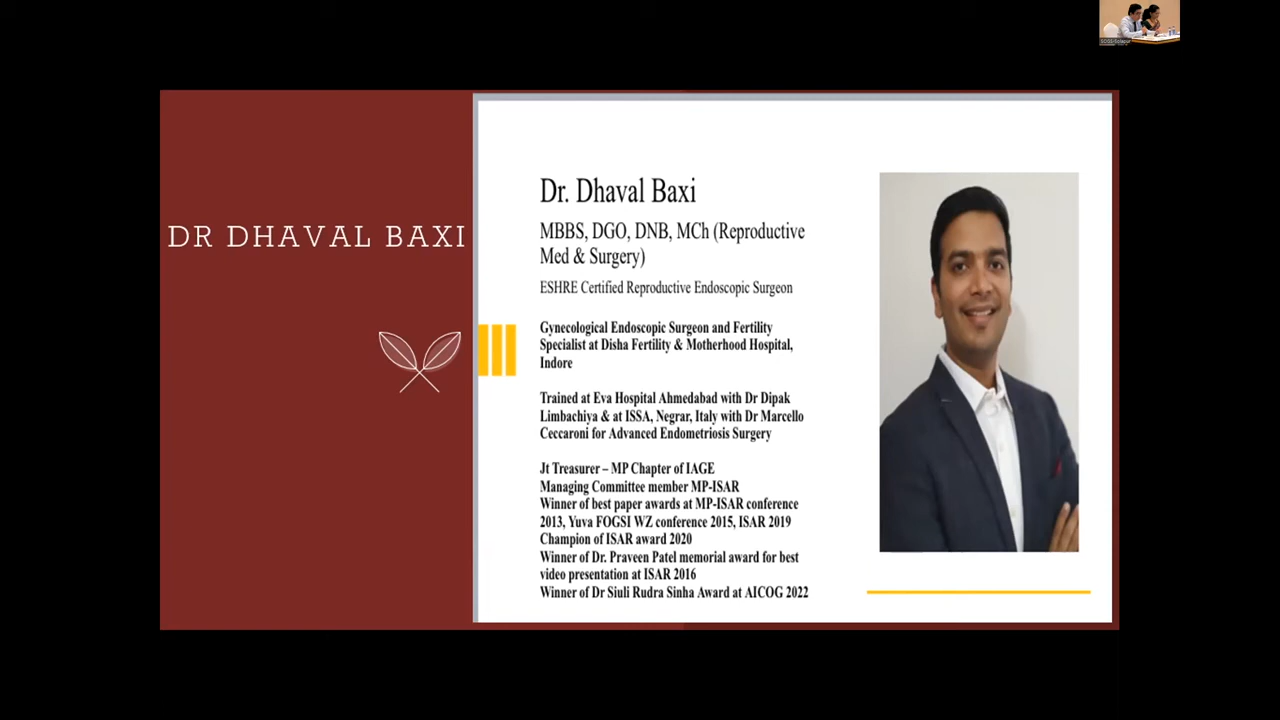 DR DHAVAL BAXI
Dr. Dhaval Baxi
MBBS, DGO, DNB, MCh (Reproductive
Med & Surgery)
ESHRE Certified Reproductive Endoscopic Surgeon
Gynecological Endoscopic Surgeon and Fertility
Specialist at Disha Fertility & Motherhood Hospital,
Indore
Trained at Eva Hospital Ahmedabad with Dr Dipak
Limbachiya & at ISSA, Negrar, Italy with Dr Marcello
Ceccaroni for Advanced Endometriosis Surgery
Jt Treasurer – MP Chapter of IAGE
Managing Committee member MP-ISAR
Winner of best paper awards at MP-ISAR conference
2013, Yuva FOGSI WZ conference 2015, ISAR 2019
Champion of ISAR award 2020
Winner of Dr. Praveen Patel memorial award for best
video presentation at ISAR 2016
Winner of Dr Siuli Rudra Sinha Award at AICOG 2022